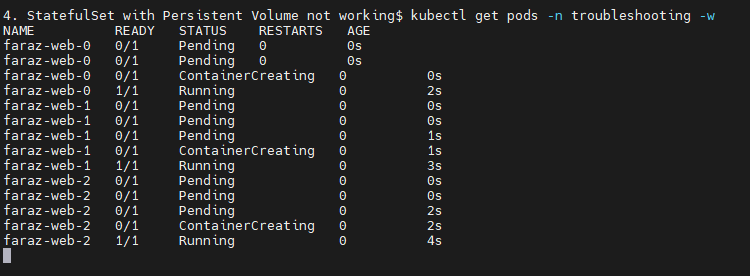 4. StatefulSet with Persistent Volume not working$ kubectl get pods -n troubleshooting -w
NAME          READY   STATUS    RESTARTS   AGE
faraz-web-0   0/1     Pending   0          0s
faraz-web-0   0/1     Pending   0          0s
faraz-web-0   0/1     ContainerCreating   0          0s
faraz-web-0   1/1     Running             0          2s
faraz-web-1   0/1     Pending             0          0s
faraz-web-1   0/1     Pending             0          0s
faraz-web-1   0/1     Pending             0          1s
faraz-web-1   0/1     ContainerCreating   0          1s
faraz-web-1   1/1     Running             0          3s
faraz-web-2   0/1     Pending             0          0s
faraz-web-2   0/1     Pending             0          0s
faraz-web-2   0/1     Pending             0          2s
faraz-web-2   0/1     ContainerCreating   0          2s
faraz-web-2   1/1     Running             0          4s